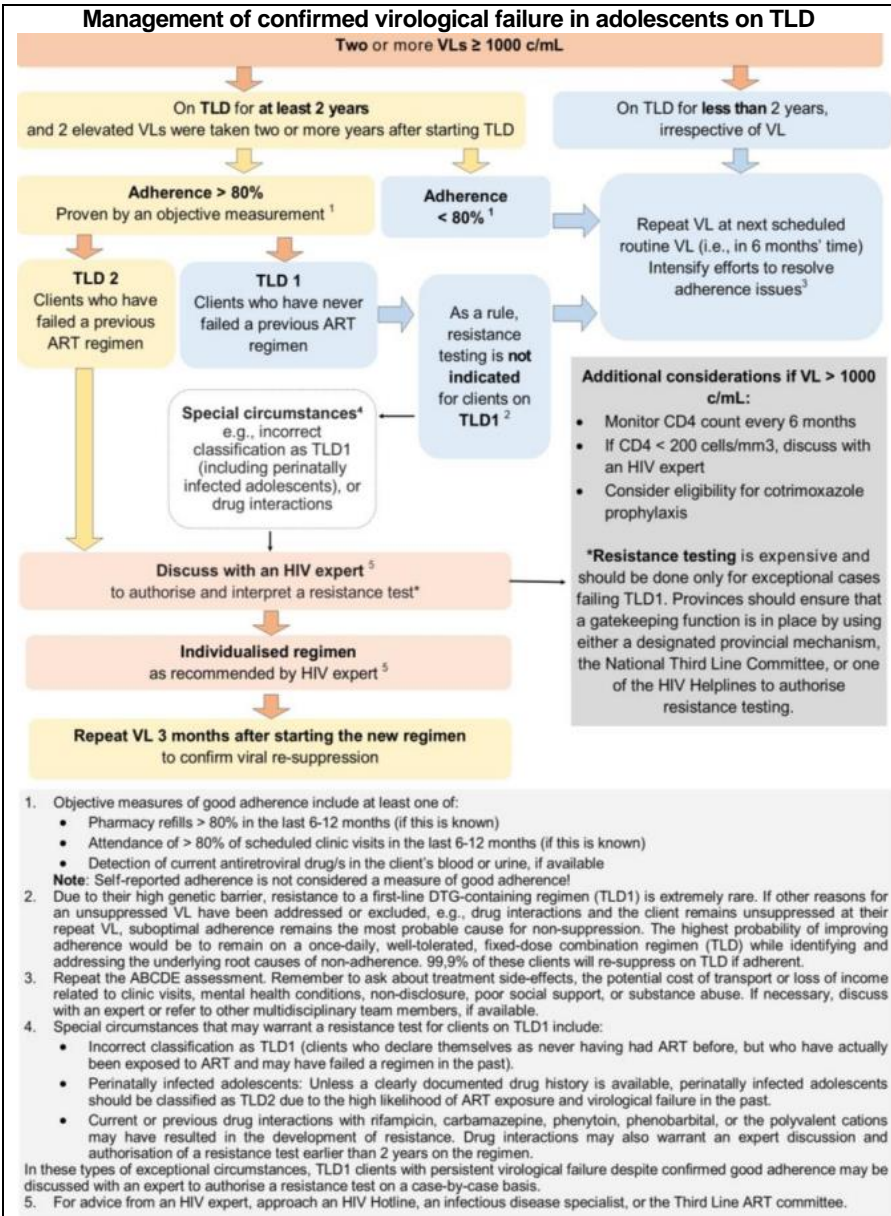 Management of confirmed virological failure in adolescents on TLD
Two or more VLs ≥ 1000 c/mL
On TLD for at least 2 years
and 2 elevated VLs were taken two or more years after starting TLD
On TLD for less than 2 years,
irrespective of VL
Adherence > 80%
Proven by an objective measurement 1
Adherence
< 80% 1
Repeat VL at next scheduled
routine VL (i.e., in 6 months' time)
Intensify efforts to resolve
adherence issues3
TLD 2
Clients who have
failed a previous
ART regimen
TLD 1
Clients who have never
failed a previous ART
regimen
As a rule,
resistance
testing is not
indicated
for clients on
TLD1 2
Special circumstances4
e.g., incorrect
classification as TLD1
(including perinatally
infected adolescents), or
drug interactions
Additional considerations if VL > 1000
c/mL:
• Monitor CD4 count every 6 months
• If CD4 < 200 cells/mm3, discuss with
an HIV expert
• Consider eligibility for cotrimoxazole
prophylaxis
*Resistance testing is expensive and
should be done only for exceptional cases
failing TLD1. Provinces should ensure that
a gatekeeping function is in place by using
either a designated provincial mechanism,
the National Third Line Committee, or one
of the HIV Helplines to authorise
resistance testing.
Discuss with an HIV expert 5
to authorise and interpret a resistance test*
Individualised regimen
as recommended by HIV expert 5
Repeat VL 3 months after starting the new regimen
to confirm viral re-suppression
1. Objective measures of good adherence include at least one of:
• Pharmacy refills > 80% in the last 6-12 months (if this is known)
• Attendance of > 80% of scheduled clinic visits in the last 6-12 months (if this is known)
• Detection of current antiretroviral drug/s in the client's blood or urine, if available
Note: Self-reported adherence is not considered a measure of good adherence!
2. Due to their high genetic barrier, resistance to a first-line DTG-containing regimen (TLD1) is extremely rare. If other reasons for
an unsuppressed VL have been addressed or excluded, e.g., drug interactions and the client remains unsuppressed at their
repeat VL, suboptimal adherence remains the most probable cause for non-suppression. The highest probability of improving
adherence would be to remain on a once-daily, well-tolerated, fixed-dose combination regimen (TLD) while identifying and
addressing the underlying root causes of non-adherence. 99,9% of these clients will re-suppress on TLD if adherent.
3. Repeat the ABCDE assessment. Remember to ask about treatment side-effects, the potential cost of transport or loss of income
related to clinic visits, mental health conditions, non-disclosure, poor social support, or substance abuse. If necessary, discuss
with an expert or refer to other multidisciplinary team members, if available.
4. Special circumstances that may warrant a resistance test for clients on TLD1 include:
• Incorrect classification as TLD1 (clients who declare themselves as never having had ART before, but who have actually
been exposed to ART and may have failed a regimen in the past).
• Perinatally infected adolescents: Unless a clearly documented drug history is available, perinatally infected adolescents
should be classified as TLD2 due to the high likelihood of ART exposure and virological failure in the past.
• Current or previous drug interactions with rifampicin, carbamazepine, phenytoin, phenobarbital, or the polyvalent cations
may have resulted in the development of resistance. Drug interactions may also warrant an expert discussion and
authorisation of a resistance test earlier than 2 years on the regimen.
In these types of exceptional circumstances, TLD1 clients with persistent virological failure despite confirmed good adherence may be
discussed with an expert to authorise a resistance test on a case-by-case basis.
5. For advice from an HIV expert, approach an HIV Hotline, an infectious disease specialist, or the Third Line ART committee.